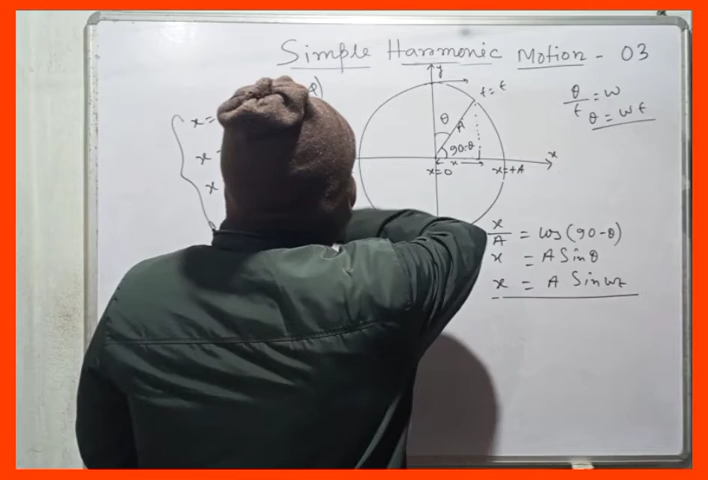 Simple Harmonic Motion - 03
y
t = t
θ
A
90-θ
x
x
x=0
x=+A
θ/t = w
θ = wt
x =
x
x
x/A = cos(90-θ)
x = A Sinθ
x = A Sinwt